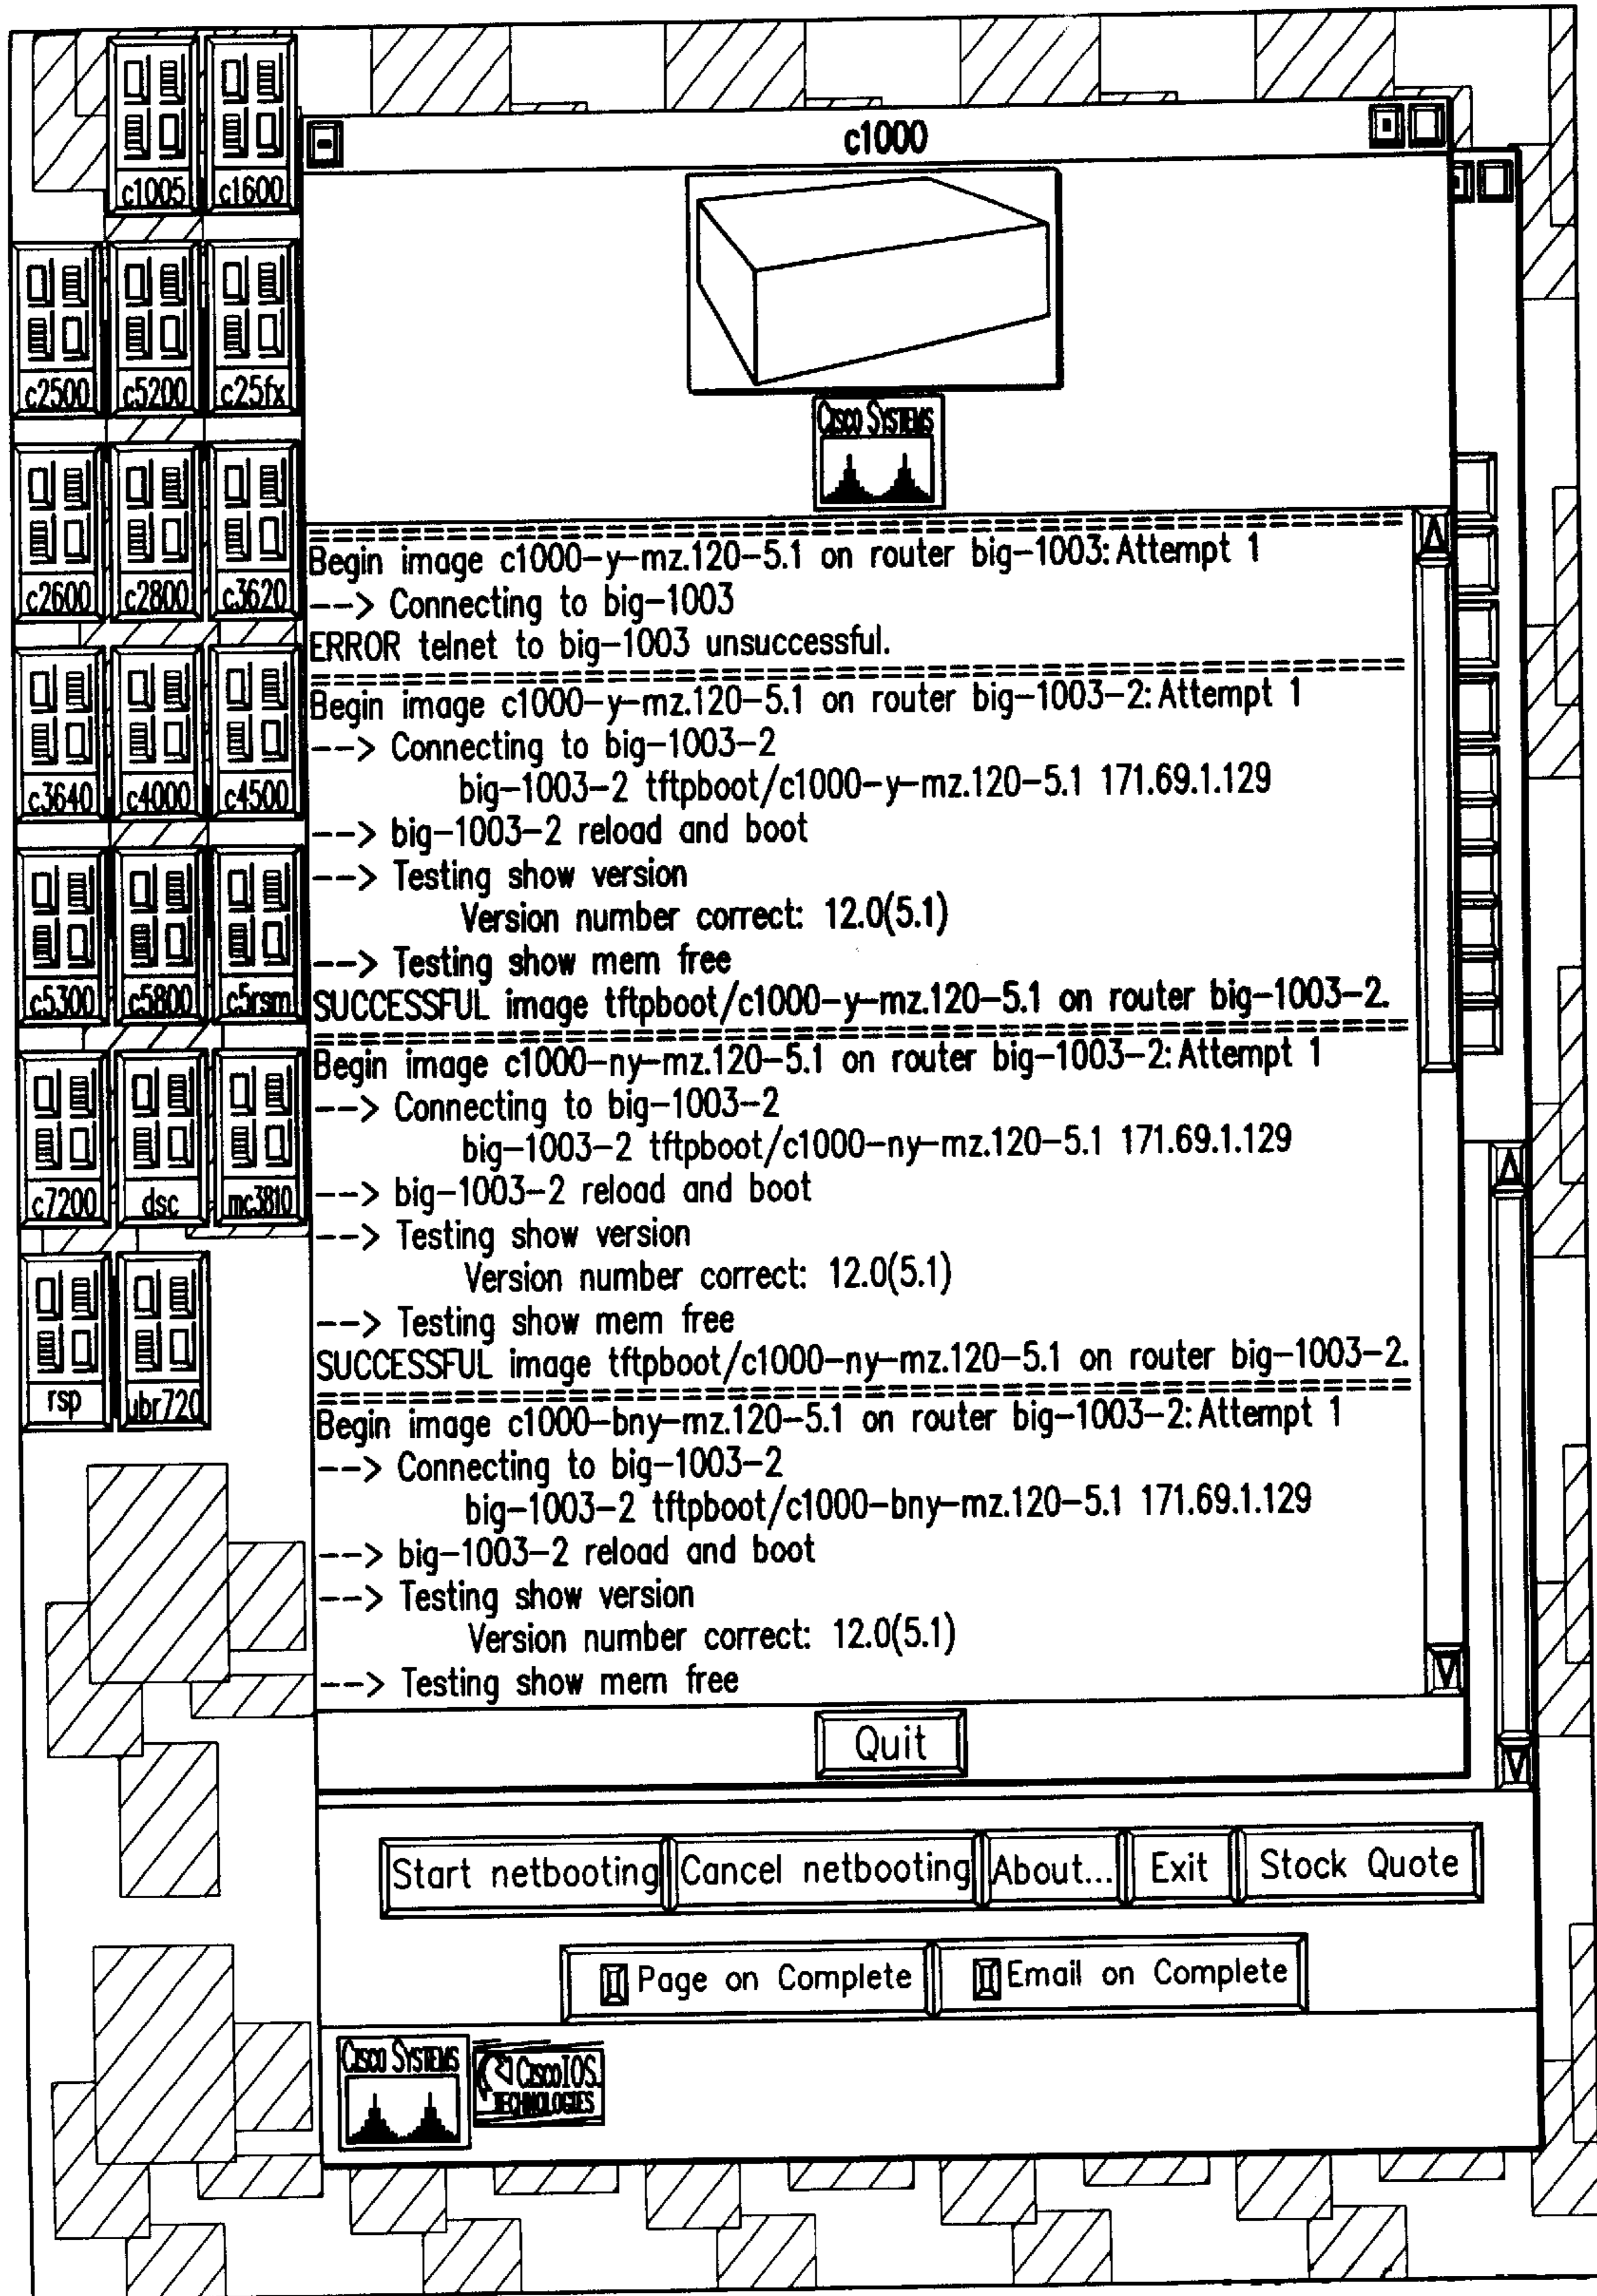 c1005 c1600
c2500 c5200 c25fx
c2600 c2800 c3620
c3640 c4000 c4500
c5300 c5800 c5rsm
c7200 dsc mc3810
rsp ubr720
c1000
CISCO SYSTEMS
==========================================================
Begin image c1000-y-mz.120-5.1 on router big-1003: Attempt 1
--> Connecting to big-1003
ERROR telnet to big-1003 unsuccessful.
==========================================================
Begin image c1000-y-mz.120-5.1 on router big-1003-2: Attempt 1
--> Connecting to big-1003-2
big-1003-2 tftpboot/c1000-y-mz.120-5.1 171.69.1.129
--> big-1003-2 reload and boot
--> Testing show version
Version number correct: 12.0(5.1)
--> Testing show mem free
SUCCESSFUL image tftpboot/c1000-y-mz.120-5.1 on router big-1003-2.
==========================================================
Begin image c1000-ny-mz.120-5.1 on router big-1003-2: Attempt 1
--> Connecting to big-1003-2
big-1003-2 tftpboot/c1000-ny-mz.120-5.1 171.69.1.129
--> big-1003-2 reload and boot
--> Testing show version
Version number correct: 12.0(5.1)
--> Testing show mem free
SUCCESSFUL image tftpboot/c1000-ny-mz.120-5.1 on router big-1003-2.
==========================================================
Begin image c1000-bny-mz.120-5.1 on router big-1003-2: Attempt 1
--> Connecting to big-1003-2
big-1003-2 tftpboot/c1000-bny-mz.120-5.1 171.69.1.129
--> big-1003-2 reload and boot
--> Testing show version
Version number correct: 12.0(5.1)
--> Testing show mem free
Quit
Start netbooting Cancel netbooting About... Exit Stock Quote
Page on Complete Email on Complete
CISCO SYSTEMS
CISCO IOS.
TECHNOLOGIES